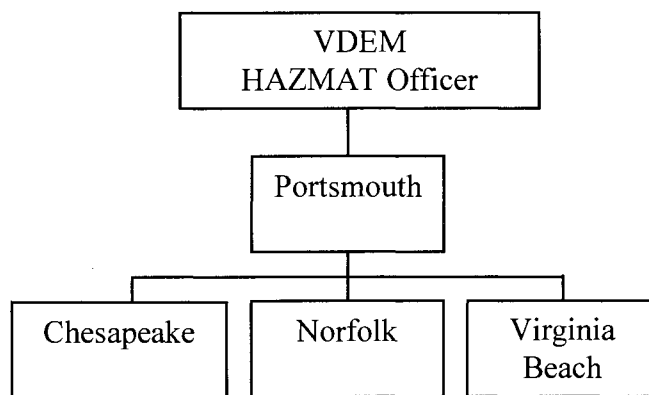 VDEM
HAZMAT Officer
Portsmouth
Chesapeake
Norfolk
Virginia
Beach